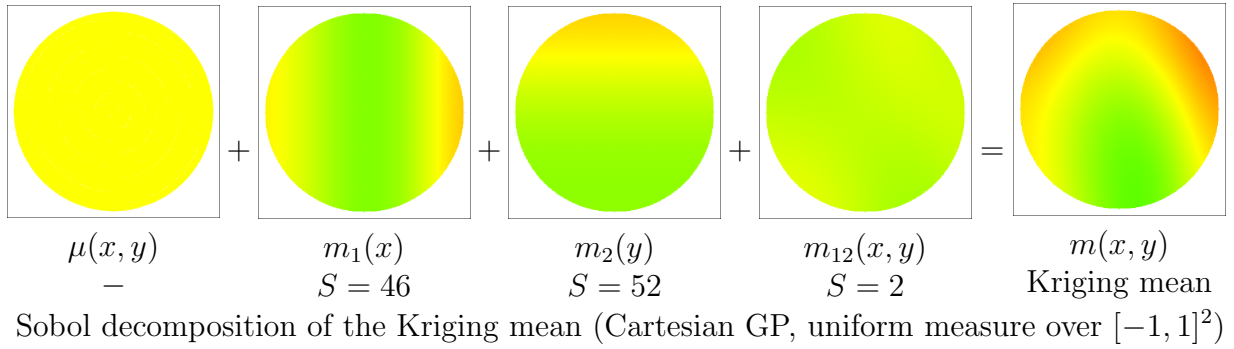 + + + =
μ(x, y) m₁(x) m₂(y) m₁₂(x, y) m(x, y)
− S = 46 S = 52 S = 2 Kriging mean
Sobol decomposition of the Kriging mean (Cartesian GP, uniform measure over [−1, 1]²)